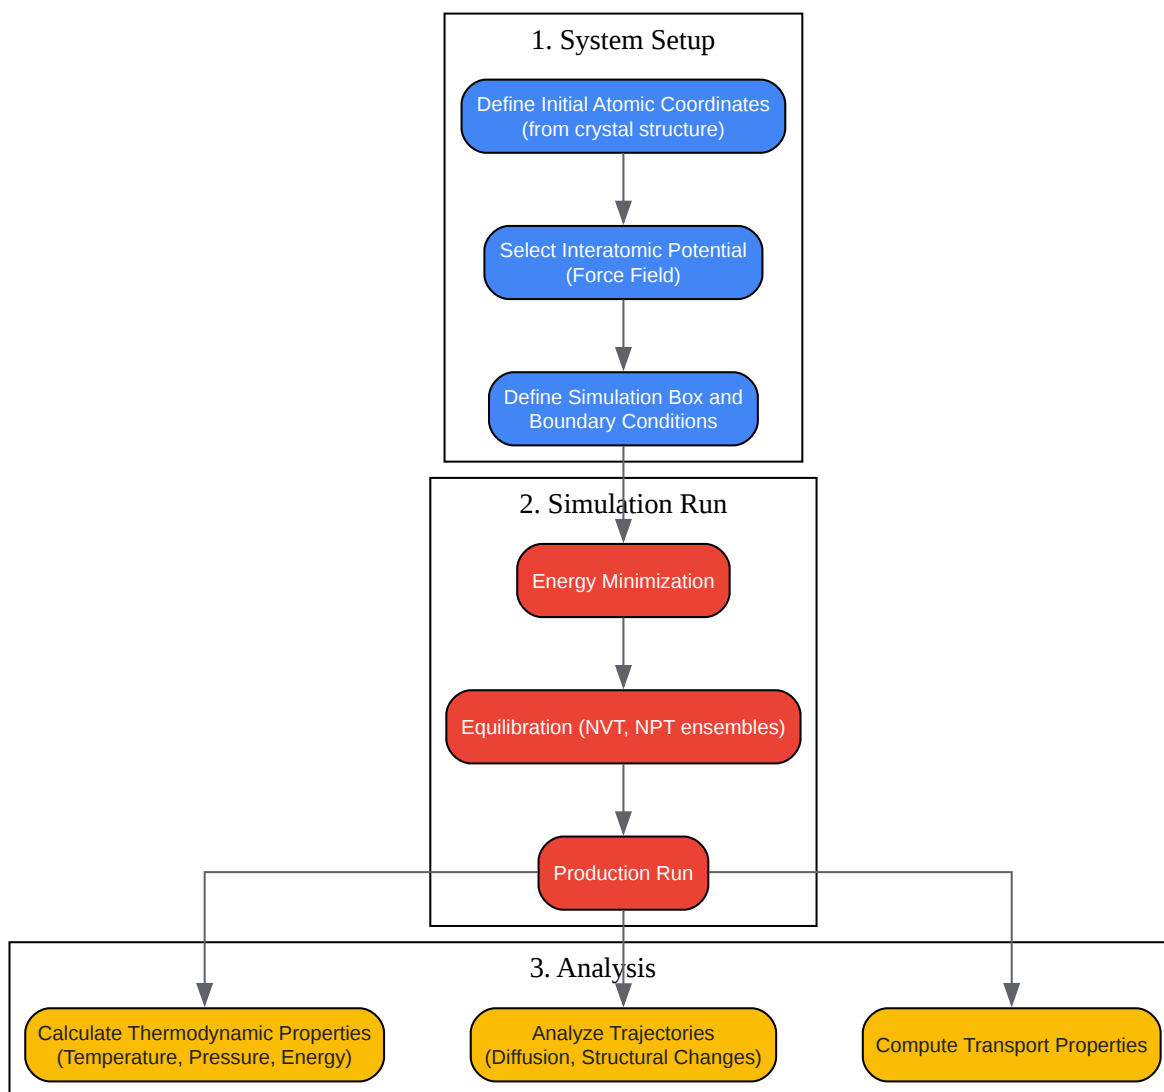 1. System Setup
Define Initial Atomic Coordinates
(from crystal structure)
Select Interatomic Potential
(Force Field)
Define Simulation Box and
Boundary Conditions
2. Simulation Run
Energy Minimization
Equilibration (NVT, NPT ensembles)
Production Run
3. Analysis
Calculate Thermodynamic Properties
(Temperature, Pressure, Energy)
Analyze Trajectories
(Diffusion, Structural Changes)
Compute Transport Properties